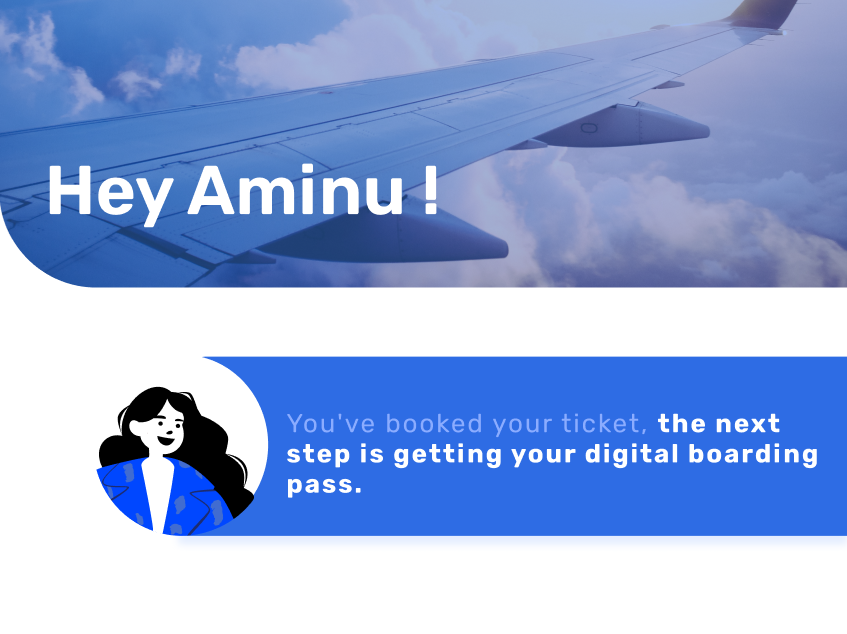 Hey Aminu !
You've booked your ticket, the next
step is getting your digital boarding
pass.